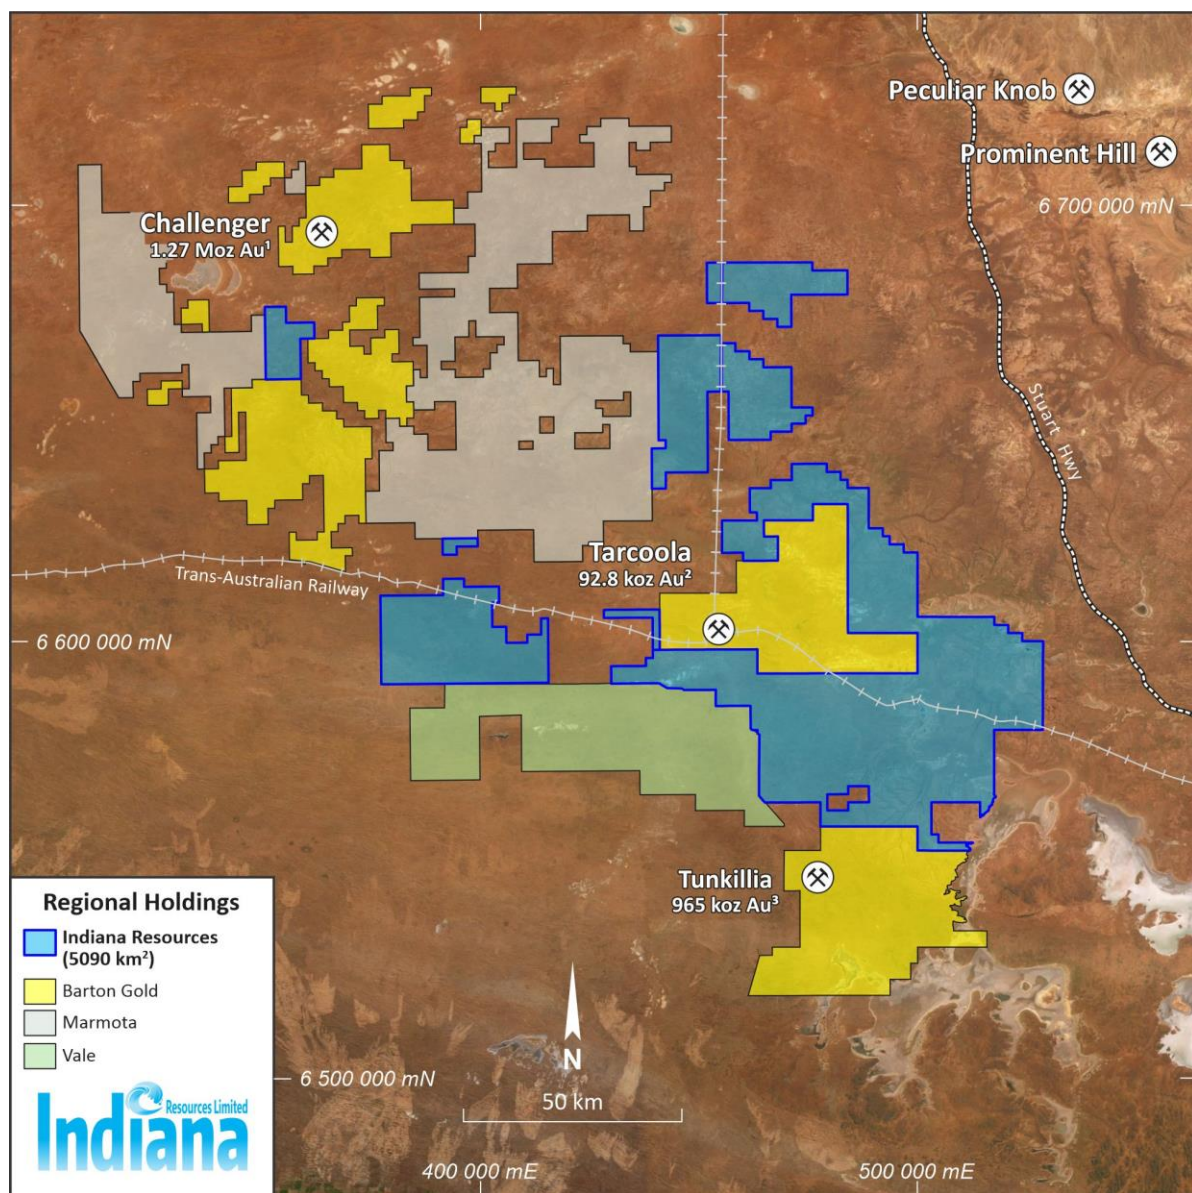 Peculiar Knob
Prominent Hill
6 700 000 mN
Challenger
1.27 Moz Au¹
Stuart Hwy
Tarcoola
92.8 koz Au²
Trans-Australian Railway
6 600 000 mN
Tunkillia
965 koz Au³
Regional Holdings
Indiana Resources
(5090 km²)
Barton Gold
Marmota
Vale
N
50 km
6 500 000 mN
Resources Limited
Indiana
400 000 mE
500 000 mE